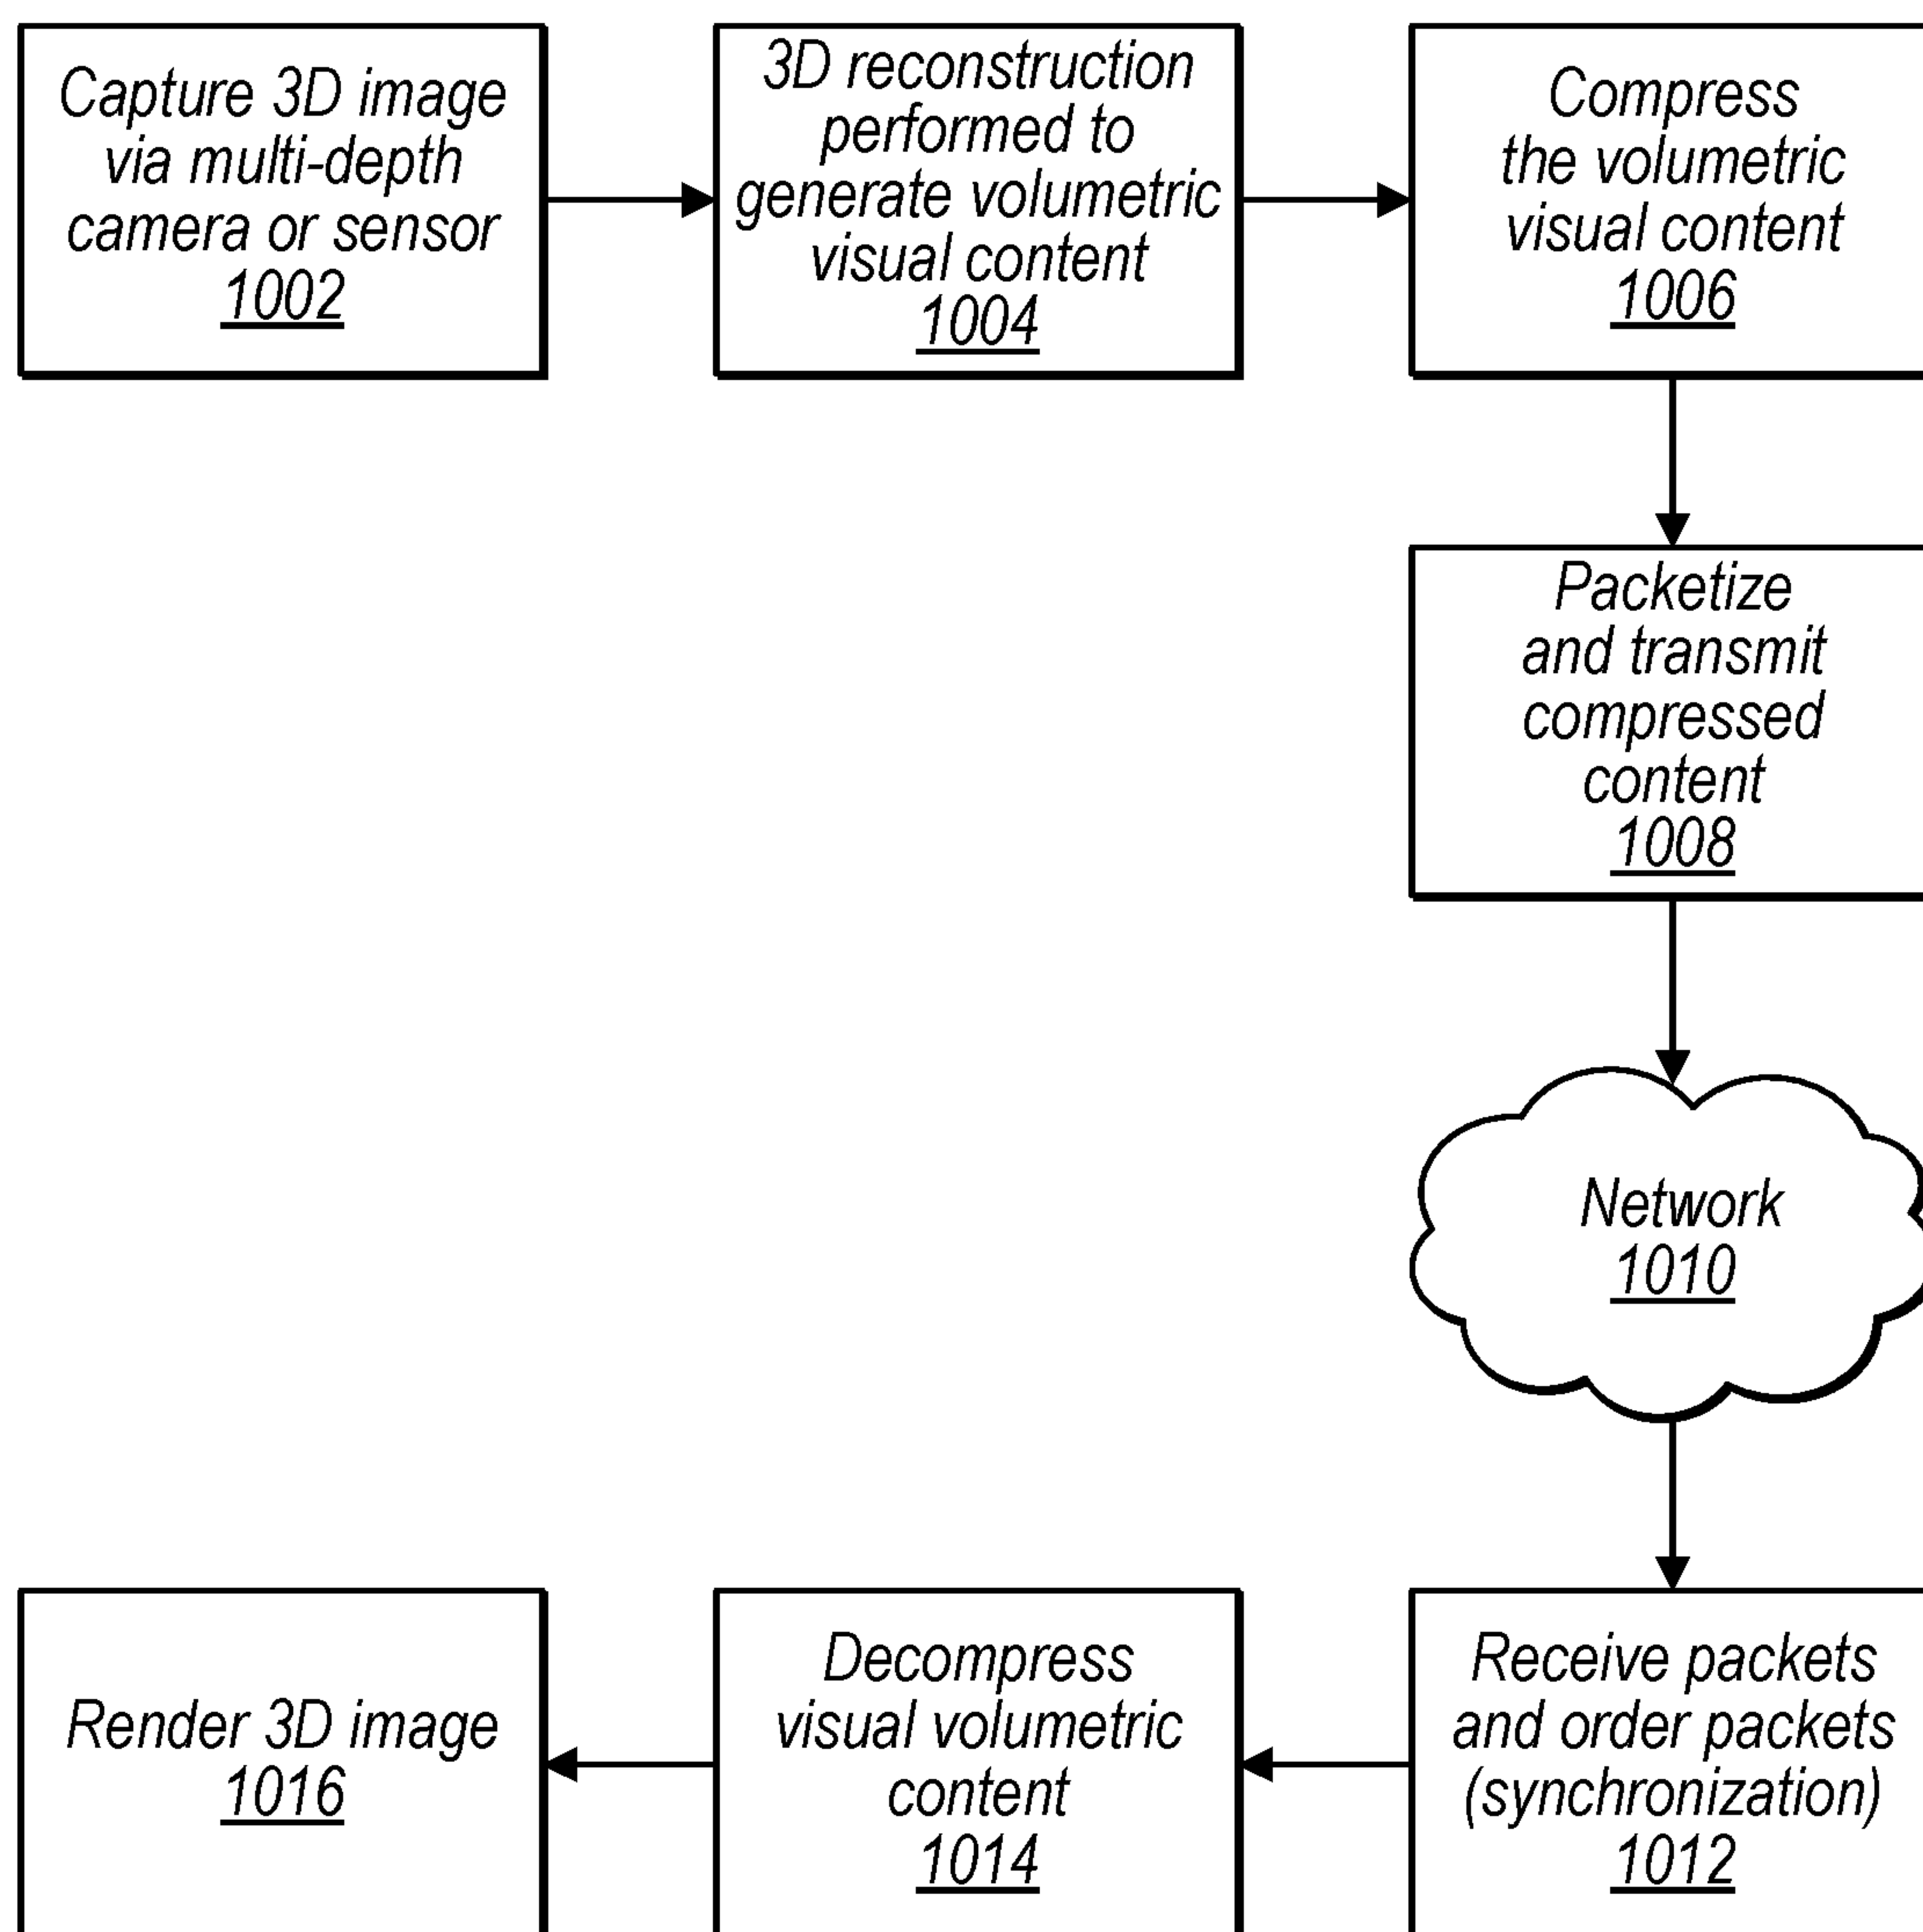 Capture 3D image
via multi-depth
camera or sensor
1002
3D reconstruction
performed to
generate volumetric
visual content
1004
Compress
the volumetric
visual content
1006
Packetize
and transmit
compressed
content
1008
Network
1010
Receive packets
and order packets
(synchronization)
1012
Decompress
visual volumetric
content
1014
Render 3D image
1016